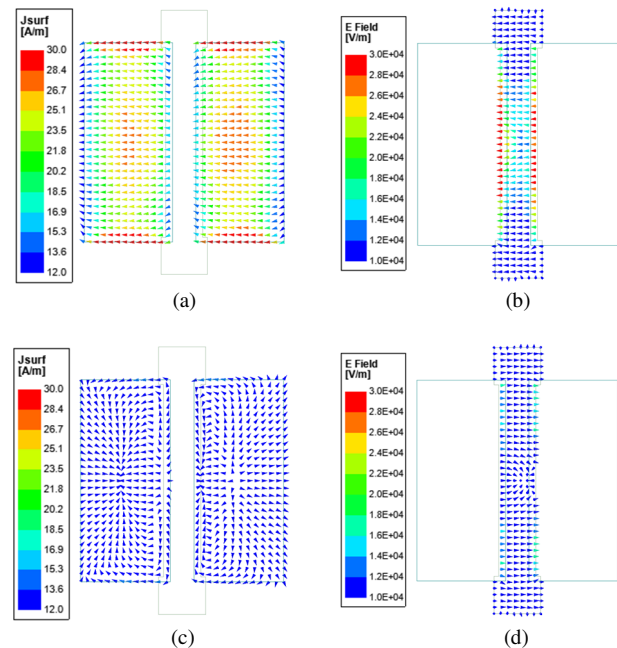 Jsurf
[A/m]
30.0
28.4
26.7
25.1
23.5
21.8
20.2
18.5
16.9
15.3
13.6
12.0
(a)
E Field
[V/m]
3.0E+04
2.8E+04
2.6E+04
2.4E+04
2.2E+04
2.0E+04
1.8E+04
1.6E+04
1.4E+04
1.2E+04
1.0E+04
(b)
Jsurf
[A/m]
30.0
28.4
26.7
25.1
23.5
21.8
20.2
18.5
16.9
15.3
13.6
12.0
(c)
E Field
[V/m]
3.0E+04
2.8E+04
2.6E+04
2.4E+04
2.2E+04
2.0E+04
1.8E+04
1.6E+04
1.4E+04
1.2E+04
1.0E+04
(d)